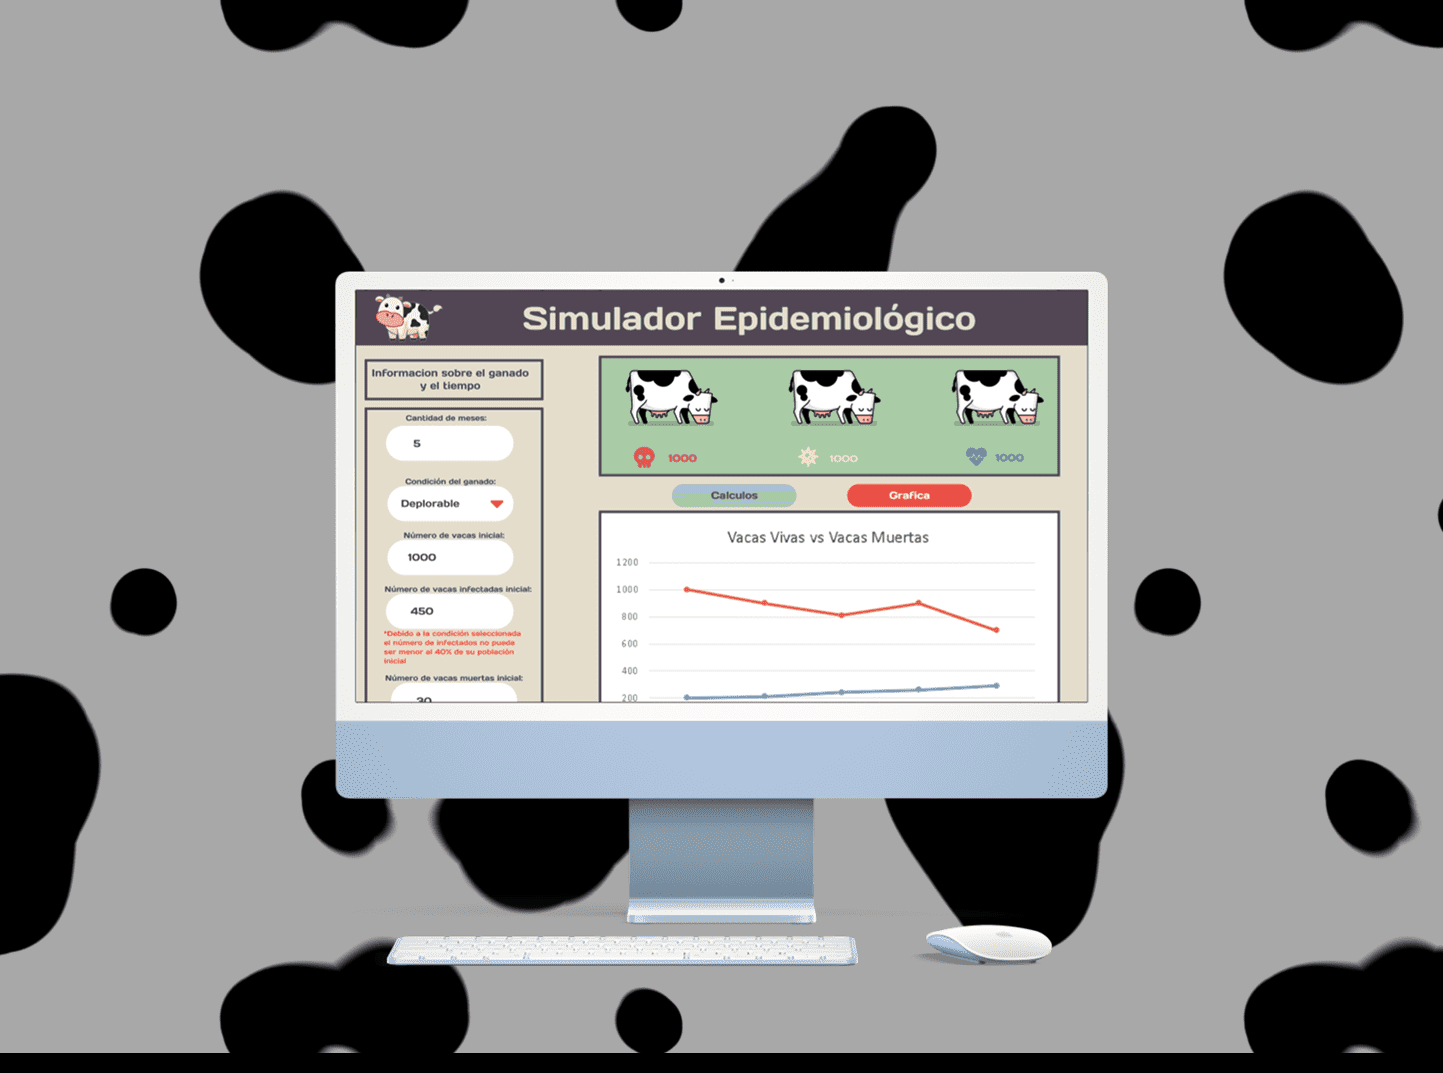 Simulador Epidemiológico
Informacion sobre el ganado
y el tiempo
Cantidad de meses:
5
Condición del ganado:
Deplorable
Número de vacas inicial:
1000
Número de vacas infectadas inicial:
450
*Debido a la condición seleccionada
el número de infectados no puede
ser menor al 40% de su población
inicial
Número de vacas muertas inicial:
30
1000
1000
1000
Calculos
Grafica
Vacas Vivas vs Vacas Muertas
1200
1000
800
600
400
200